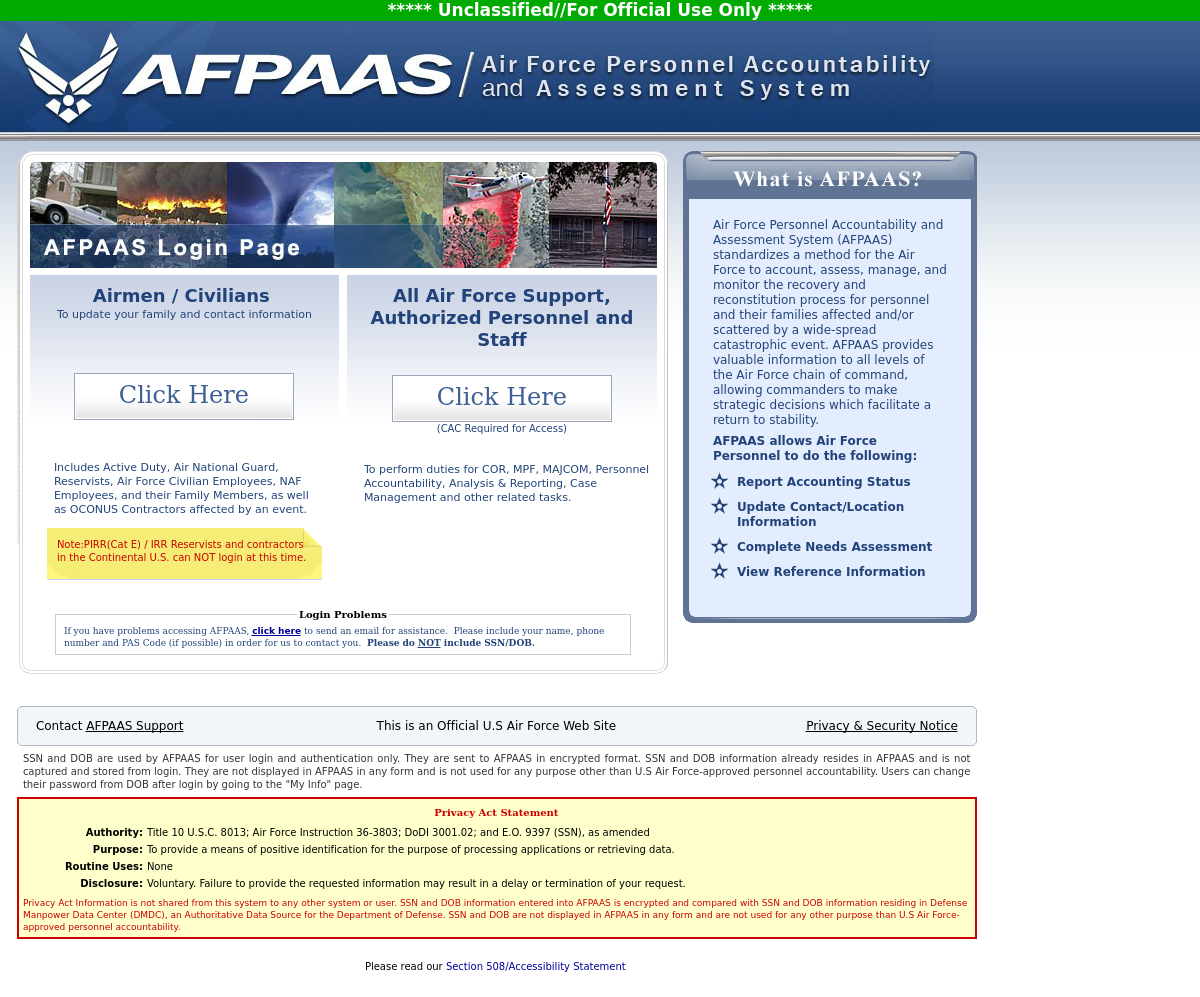 ***** Unclassified//For Official Use Only *****
AFPAAS / Air Force Personnel Accountability
and Assessment System
AFPAAS Login Page
Airmen / Civilians
To update your family and contact information
Click Here
Includes Active Duty, Air National Guard,
Reservists, Air Force Civilian Employees, NAF
Employees, and their Family Members, as well
as OCONUS Contractors affected by an event.
Note:PIRR(Cat E) / IRR Reservists and contractors
in the Continental U.S. can NOT login at this time.
All Air Force Support,
Authorized Personnel and
Staff
Click Here
(CAC Required for Access)
To perform duties for COR, MPF, MAJCOM, Personnel
Accountability, Analysis & Reporting, Case
Management and other related tasks.
Login Problems
If you have problems accessing AFPAAS, click here to send an email for assistance. Please include your name, phone
number and PAS Code (if possible) in order for us to contact you. Please do NOT include SSN/DOB.
What is AFPAAS?
Air Force Personnel Accountability and
Assessment System (AFPAAS)
standardizes a method for the Air
Force to account, assess, manage, and
monitor the recovery and
reconstitution process for personnel
and their families affected and/or
scattered by a wide-spread
catastrophic event. AFPAAS provides
valuable information to all levels of
the Air Force chain of command,
allowing commanders to make
strategic decisions which facilitate a
return to stability.
AFPAAS allows Air Force
Personnel to do the following:
Report Accounting Status
Update Contact/Location
Information
Complete Needs Assessment
View Reference Information
Contact AFPAAS Support
This is an Official U.S Air Force Web Site
Privacy & Security Notice
SSN and DOB are used by AFPAAS for user login and authentication only. They are sent to AFPAAS in encrypted format. SSN and DOB information already resides in AFPAAS and is not
captured and stored from login. They are not displayed in AFPAAS in any form and is not used for any purpose other than U.S Air Force-approved personnel accountability. Users can change
their password from DOB after login by going to the "My Info" page.
Privacy Act Statement
Authority: Title 10 U.S.C. 8013; Air Force Instruction 36-3803; DoDI 3001.02; and E.O. 9397 (SSN), as amended
Purpose: To provide a means of positive identification for the purpose of processing applications or retrieving data.
Routine Uses: None
Disclosure: Voluntary. Failure to provide the requested information may result in a delay or termination of your request.
Privacy Act Information is not shared from this system to any other system or user. SSN and DOB information entered into AFPAAS is encrypted and compared with SSN and DOB information residing in Defense
Manpower Data Center (DMDC), an Authoritative Data Source for the Department of Defense. SSN and DOB are not displayed in AFPAAS in any form and are not used for any other purpose than U.S Air Force-
approved personnel accountability.
Please read our Section 508/Accessibility Statement